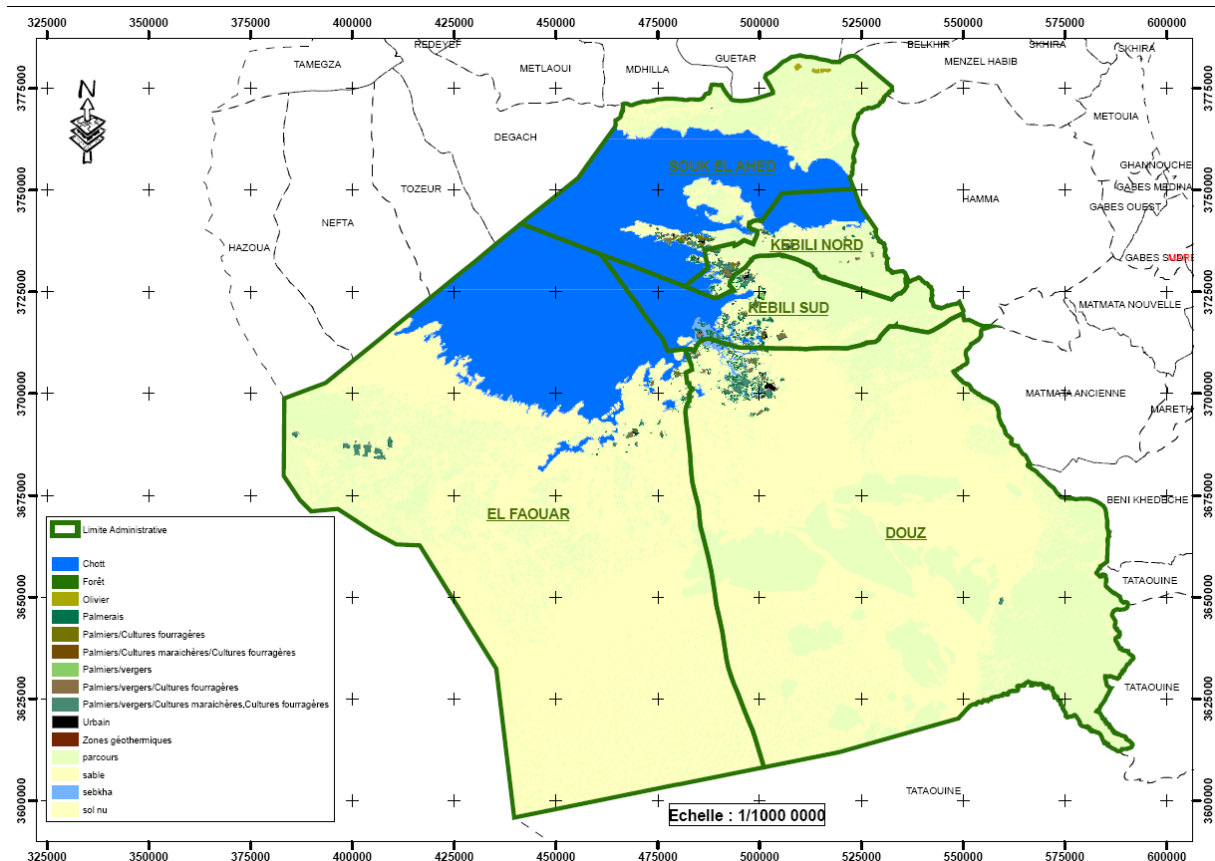 325000 350000 375000 400000 425000 450000 475000 500000 525000 550000 575000 600000
REDEYEF
BELKHIR
SKHIRA
SKHIRA
TAMEGZA
METLAOUI
MDHILLA
GUETAR
MENZEL HABIB
N
3775000
3775000
METOUIA
DEGACH
SOUK EL AHED
GHANNOUCHE
TOZEUR
3750000
3750000
GABES MEDINA
HAMMA
GABES OUEST
NEFTA
HAZOUA
KEBILI NORD
GABES SUD
3725000
3725000
KEBILI SUD
MATMATA NOUVELLE
3700000
3700000
MATMATA ANCIENNE
MARETH
3675000
3675000
BENI KHEDECHE
EL FAOUAR
DOUZ
Limite Administrative
Chott
Forêt
Olivier
Palmerais
Palmiers/Cultures fourragères
Palmiers/Cultures maraichères/Cultures fourragères
Palmiers/vergers
Palmiers/vergers/Cultures fourragères
Palmiers/vergers/Cultures maraichères,Cultures fourragères
Urbain
Zones géothermiques
parcours
sable
sebkha
sol nu
TATAOUINE
3650000
3650000
TATAOUINE
3625000
3625000
TATAOUINE
3600000
3600000
Echelle : 1/1000 0000
325000 350000 375000 400000 425000 450000 475000 500000 525000 550000 575000 600000